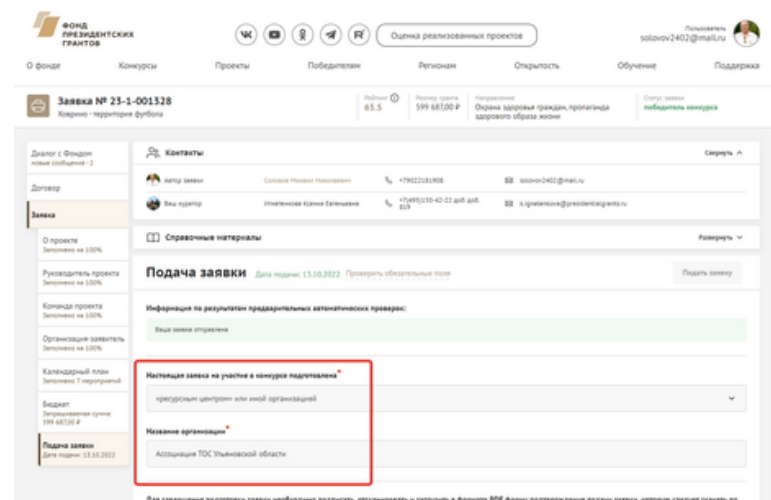 ФОНД
ПРЕЗИДЕНТСКИХ
ГРАНТОВ
Оценка реализованных проектов
Пользователь
solovov2402@mail.ru
О фонде Конкурсы Проекты Победителям Регионам Открытость Обучение Поддержка
Заявка № 23-1-001328
Ховрино - территория футбола
Рейтинг
65.5
Размер гранта
599 687,00 ₽
Направление
Охрана здоровья граждан, пропаганда
здорового образа жизни
Статус заявки
победитель конкурса
Диалог с Фондом
новые сообщения - 2
Договор
Заявка
О проекте
Заполнено на 100%
Руководитель проекта
Заполнено на 100%
Команда проекта
Заполнено на 100%
Организация-заявитель
Заполнено на 100%
Календарный план
Заполнено 7 мероприятий
Бюджет
Запрашиваемая сумма
599 687,00 ₽
Подача заявки
Дата подачи: 13.10.2022
Контакты Свернуть
Автор заявки +79022181908 solovov2402@mail.ru
Ваш куратор Игнатенкова Ксения Евгеньевна
Справочные материалы Развернуть
Подача заявки Дата подачи: 13.10.2022 Проверить обязательные поля Подать заявку
Информация по результатам предварительных автоматических проверок:
Ваша заявка отправлена
Настоящая заявка на участие в конкурсе подготовлена*
«ресурсным центром» или иной организацией
Название организации*
Ассоциация ТОС Ульяновской области